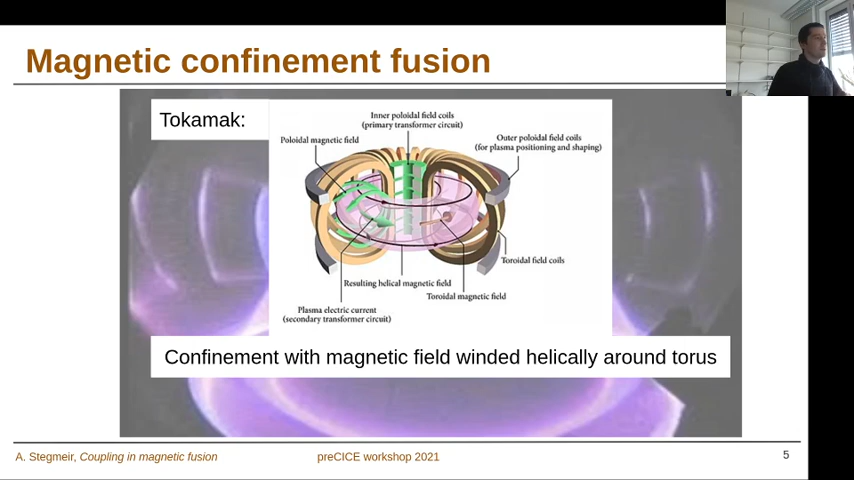 Magnetic confinement fusion
Tokamak:
Inner poloidal field coils
(primary transformer circuit)
Poloidal magnetic field
Outer poloidal field coils
(for plasma positioning and shaping)
Toroidal field coils
Resulting helical magnetic field
Toroidal magnetic field
Plasma electric current
(secondary transformer circuit)
Confinement with magnetic field winded helically around torus
A. Stegmeir, Coupling in magnetic fusion
preCICE workshop 2021
5